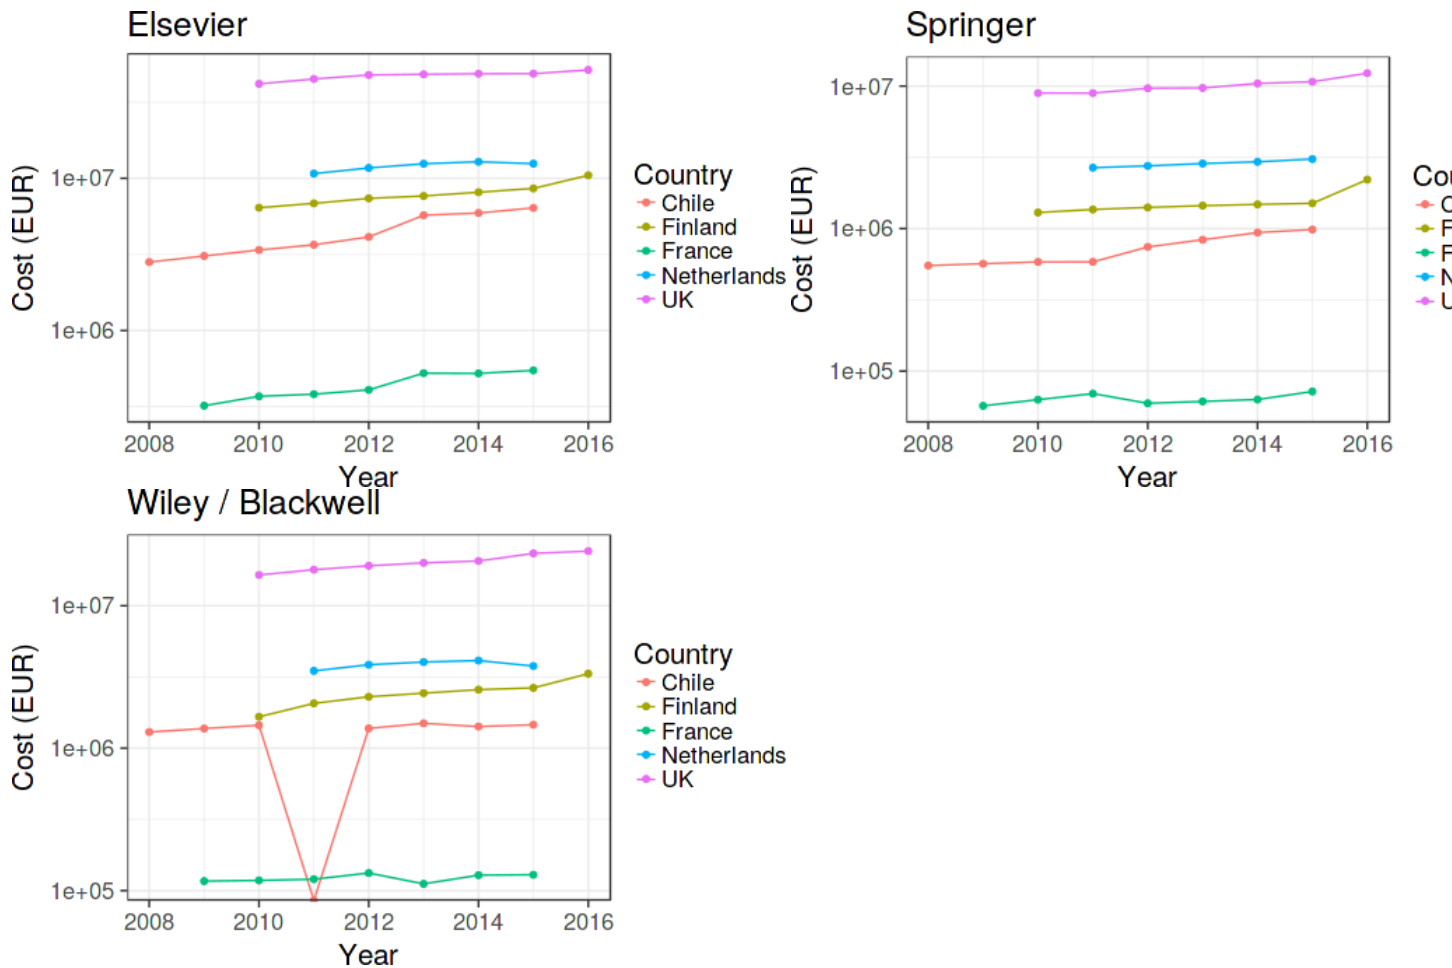 Elsevier
Cost (EUR)
1e+07
1e+06
2008 2010 2012 2014 2016
Year
Country
Chile
Finland
France
Netherlands
UK
Springer
Cost (EUR)
1e+07
1e+06
1e+05
2008 2010 2012 2014 2016
Year
Cou
C
F
F
N
U
Wiley / Blackwell
Cost (EUR)
1e+07
1e+06
1e+05
2008 2010 2012 2014 2016
Year
Country
Chile
Finland
France
Netherlands
UK